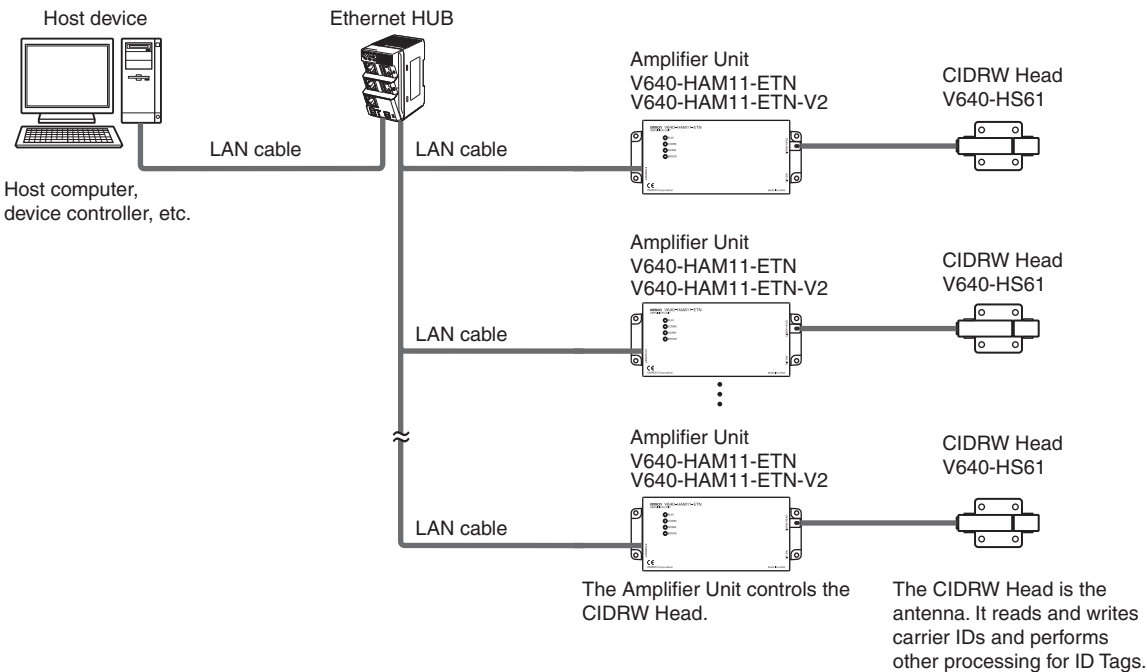 Host device
Ethernet HUB
Amplifier Unit
V640-HAM11-ETN
V640-HAM11-ETN-V2
CIDRW Head
V640-HS61
LAN cable
LAN cable
Host computer,
device controller, etc.
Amplifier Unit
V640-HAM11-ETN
V640-HAM11-ETN-V2
CIDRW Head
V640-HS61
LAN cable
Amplifier Unit
V640-HAM11-ETN
V640-HAM11-ETN-V2
CIDRW Head
V640-HS61
LAN cable
The Amplifier Unit controls the
CIDRW Head.
The CIDRW Head is the
antenna. It reads and writes
carrier IDs and performs
other processing for ID Tags.